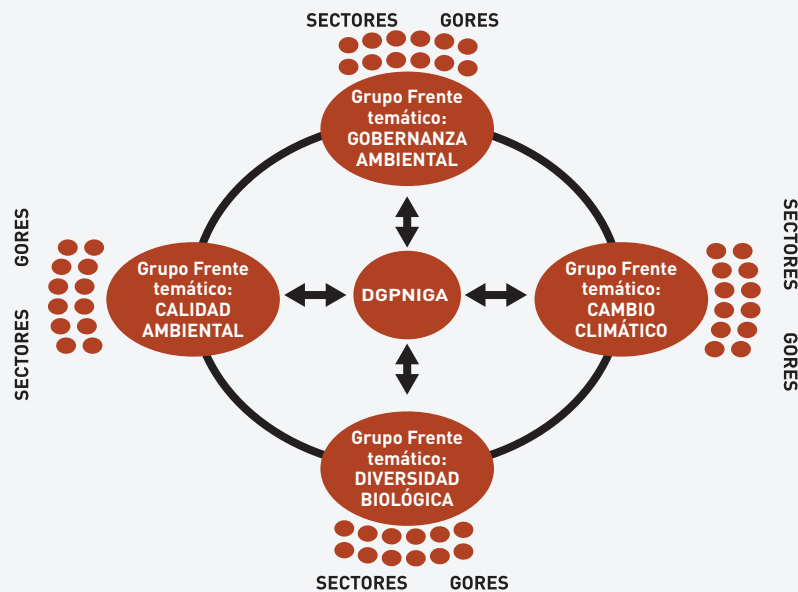 SECTORES GORES
Grupo Frente
temático:
GOBERNANZA
AMBIENTAL
GORES
SECTORES
Grupo Frente
temático:
CALIDAD
AMBIENTAL
DGPNIGA
Grupo Frente
temático:
CAMBIO
CLIMÁTICO
SECTORES
GORES
Grupo Frente
temático:
DIVERSIDAD
BIOLÓGICA
SECTORES GORES